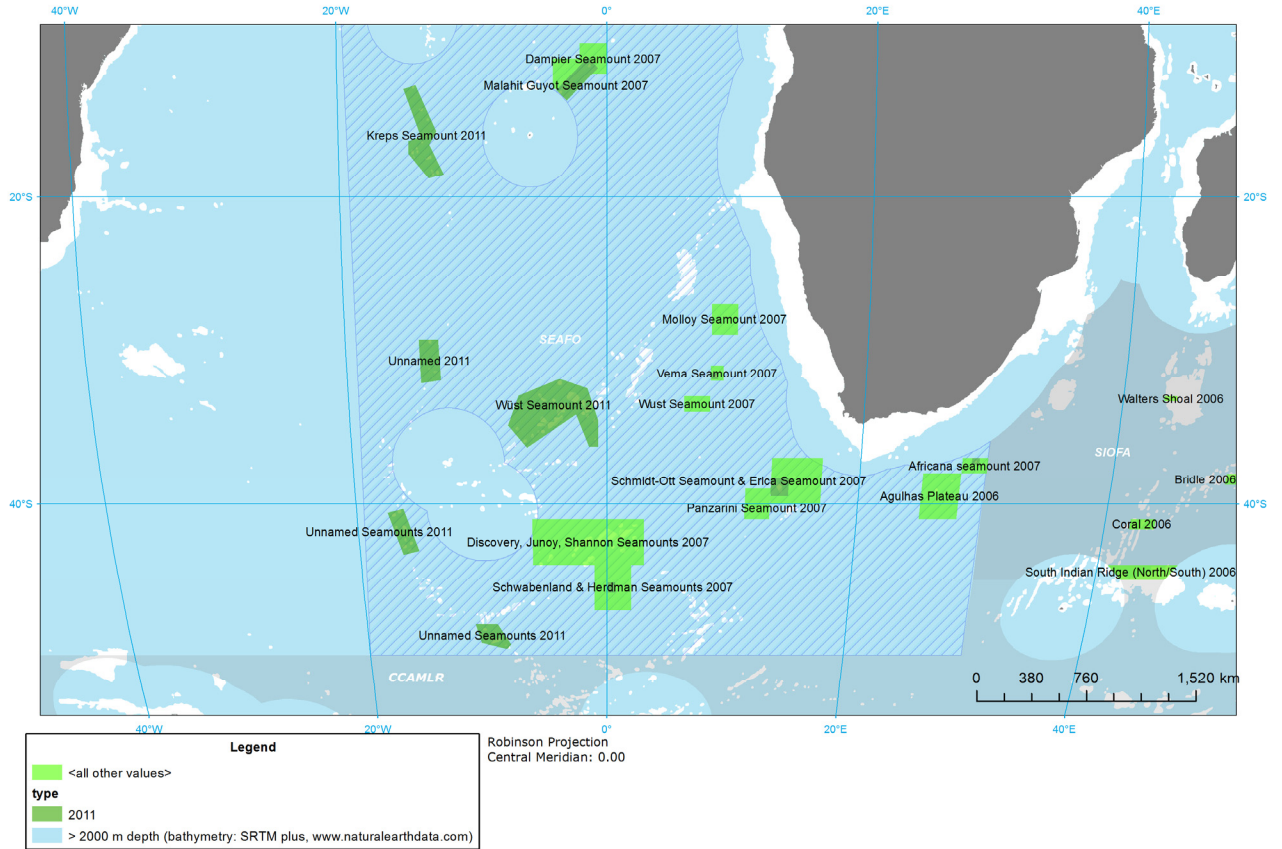 40°W
20°W
0°
20°E
40°E
Dampier Seamount 2007
Malahit Guyot Seamount 2007
Kreps Seamount 2011
20°S
20°S
Molloy Seamount 2007
SEAFO
Unnamed 2011
Vema Seamount 2007
Wüst Seamount 2011
Wust Seamount 2007
Walters Shoal 2006
SIOFA
Africana seamount 2007
Schmidt-Ott Seamount & Erica Seamount 2007
Bridle 2006
Agulhas Plateau 2006
40°S
Panzarini Seamount 2007
40°S
Coral 2006
Unnamed Seamounts 2011
Discovery, Junoy, Shannon Seamounts 2007
South Indian Ridge (North/South) 2006
Schwabenland & Herdman Seamounts 2007
Unnamed Seamounts 2011
CCAMLR
0 380 760 1,520 km
40°W
20°W
0°
20°E
40°E
Legend
<all other values>
type
2011
> 2000 m depth (bathymetry: SRTM plus, www.naturalearthdata.com)
Robinson Projection
Central Meridian: 0.00